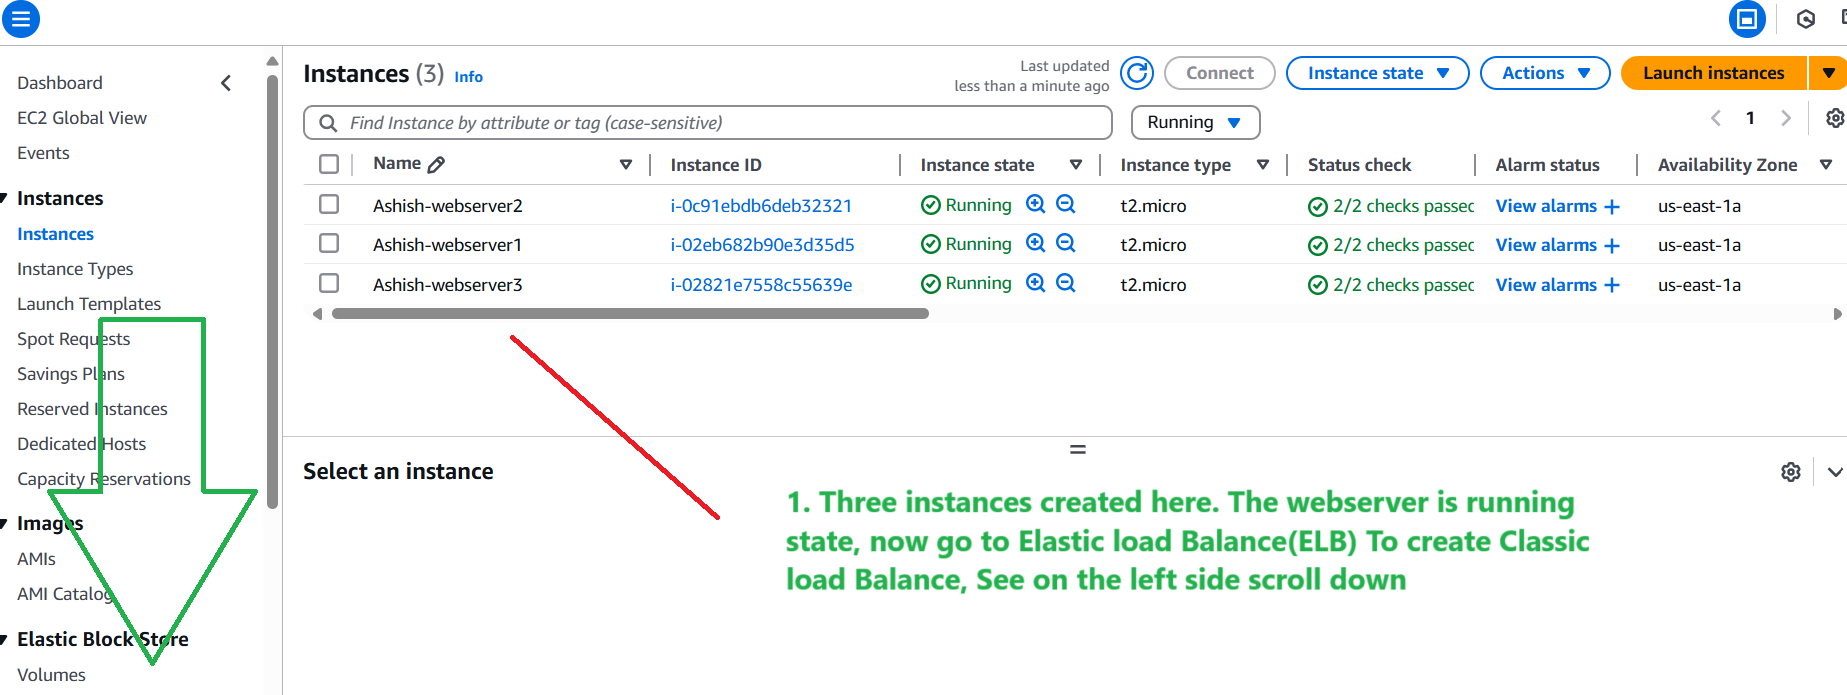 Dashboard
EC2 Global View
Events
Instances
Instances
Instance Types
Launch Templates
Spot Requests
Savings Plans
Reserved Instances
Dedicated Hosts
Capacity Reservations
Images
AMIs
AMI Catalog
Elastic Block Store
Volumes
Instances (3) Info
Last updated
less than a minute ago
Connect
Instance state
Actions
Launch instances
Find Instance by attribute or tag (case-sensitive)
Running
1
Name Instance ID Instance state Instance type Status check Alarm status Availability Zone
Ashish-webserver2 i-0c91ebdb6deb32321 Running t2.micro 2/2 checks passed View alarms + us-east-1a
Ashish-webserver1 i-02eb682b90e3d35d5 Running t2.micro 2/2 checks passed View alarms + us-east-1a
Ashish-webserver3 i-02821e7558c55639e Running t2.micro 2/2 checks passed View alarms + us-east-1a
Select an instance
1. Three instances created here. The webserver is running
state, now go to Elastic load Balance(ELB) To create Classic
load Balance, See on the left side scroll down